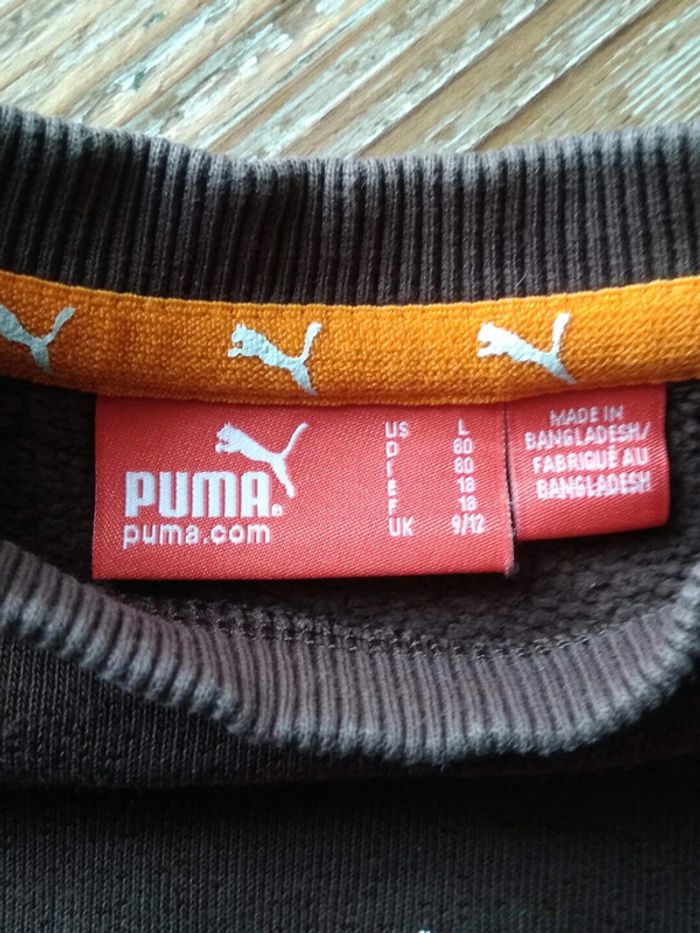 PUMA®
puma.com
US L
D 80
I 80
E 18
F 18
UK 9/12
MADE IN
BANGLADESH/
FABRIQUÉ AU
BANGLADESH